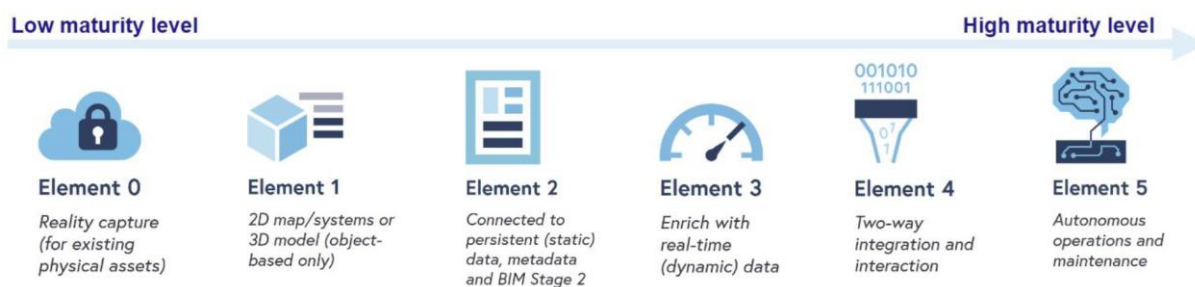 Low maturity level
High maturity level
001010
111001
07
1
Element 0
Reality capture
(for existing
physical assets)
Element 1
2D map/systems or
3D model (object-
based only)
Element 2
Connected to
persistent (static)
data, metadata
and BIM Stage 2
Element 3
Enrich with
real-time
(dynamic) data
Element 4
Two-way
integration and
interaction
Element 5
Autonomous
operations and
maintenance